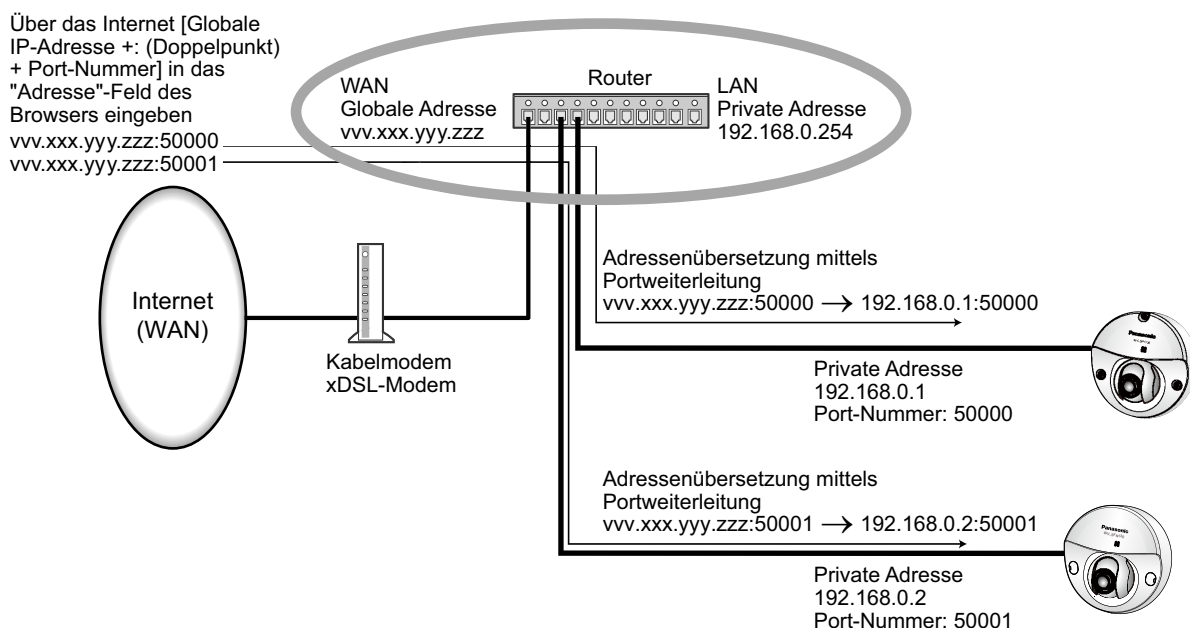 Über das Internet [Globale
IP-Adresse +: (Doppelpunkt)
+ Port-Nummer] in das
"Adresse"-Feld des
Browsers eingeben
vvv.xxx.yyy.zzz:50000
vvv.xxx.yyy.zzz:50001
WAN
Globale Adresse
vvv.xxx.yyy.zzz
Router
LAN
Private Adresse
192.168.0.254
Internet
(WAN)
Kabelmodem
xDSL-Modem
Adressenübersetzung mittels
Portweiterleitung
vvv.xxx.yyy.zzz:50000 → 192.168.0.1:50000
Panasonic
Private Adresse
192.168.0.1
Port-Nummer: 50000
Adressenübersetzung mittels
Portweiterleitung
vvv.xxx.yyy.zzz:50001 → 192.168.0.2:50001
Panasonic
Private Adresse
192.168.0.2
Port-Nummer: 50001